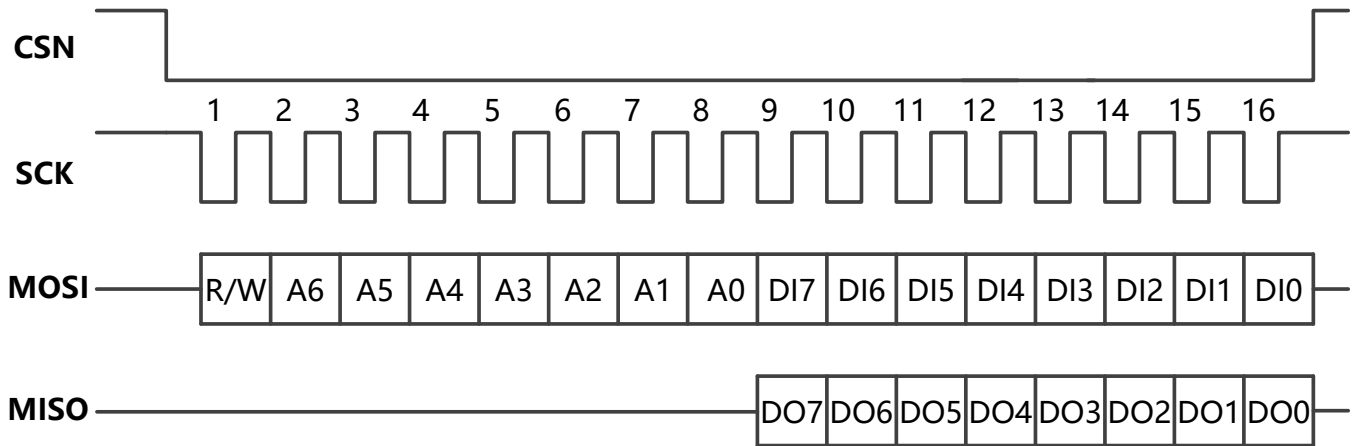 CSN
1 2 3 4 5 6 7 8 9 10 11 12 13 14 15 16
SCK
MOSI R/W A6 A5 A4 A3 A2 A1 A0 DI7 DI6 DI5 DI4 DI3 DI2 DI1 DI0
MISO DO7 DO6 DO5 DO4 DO3 DO2 DO1 DO0